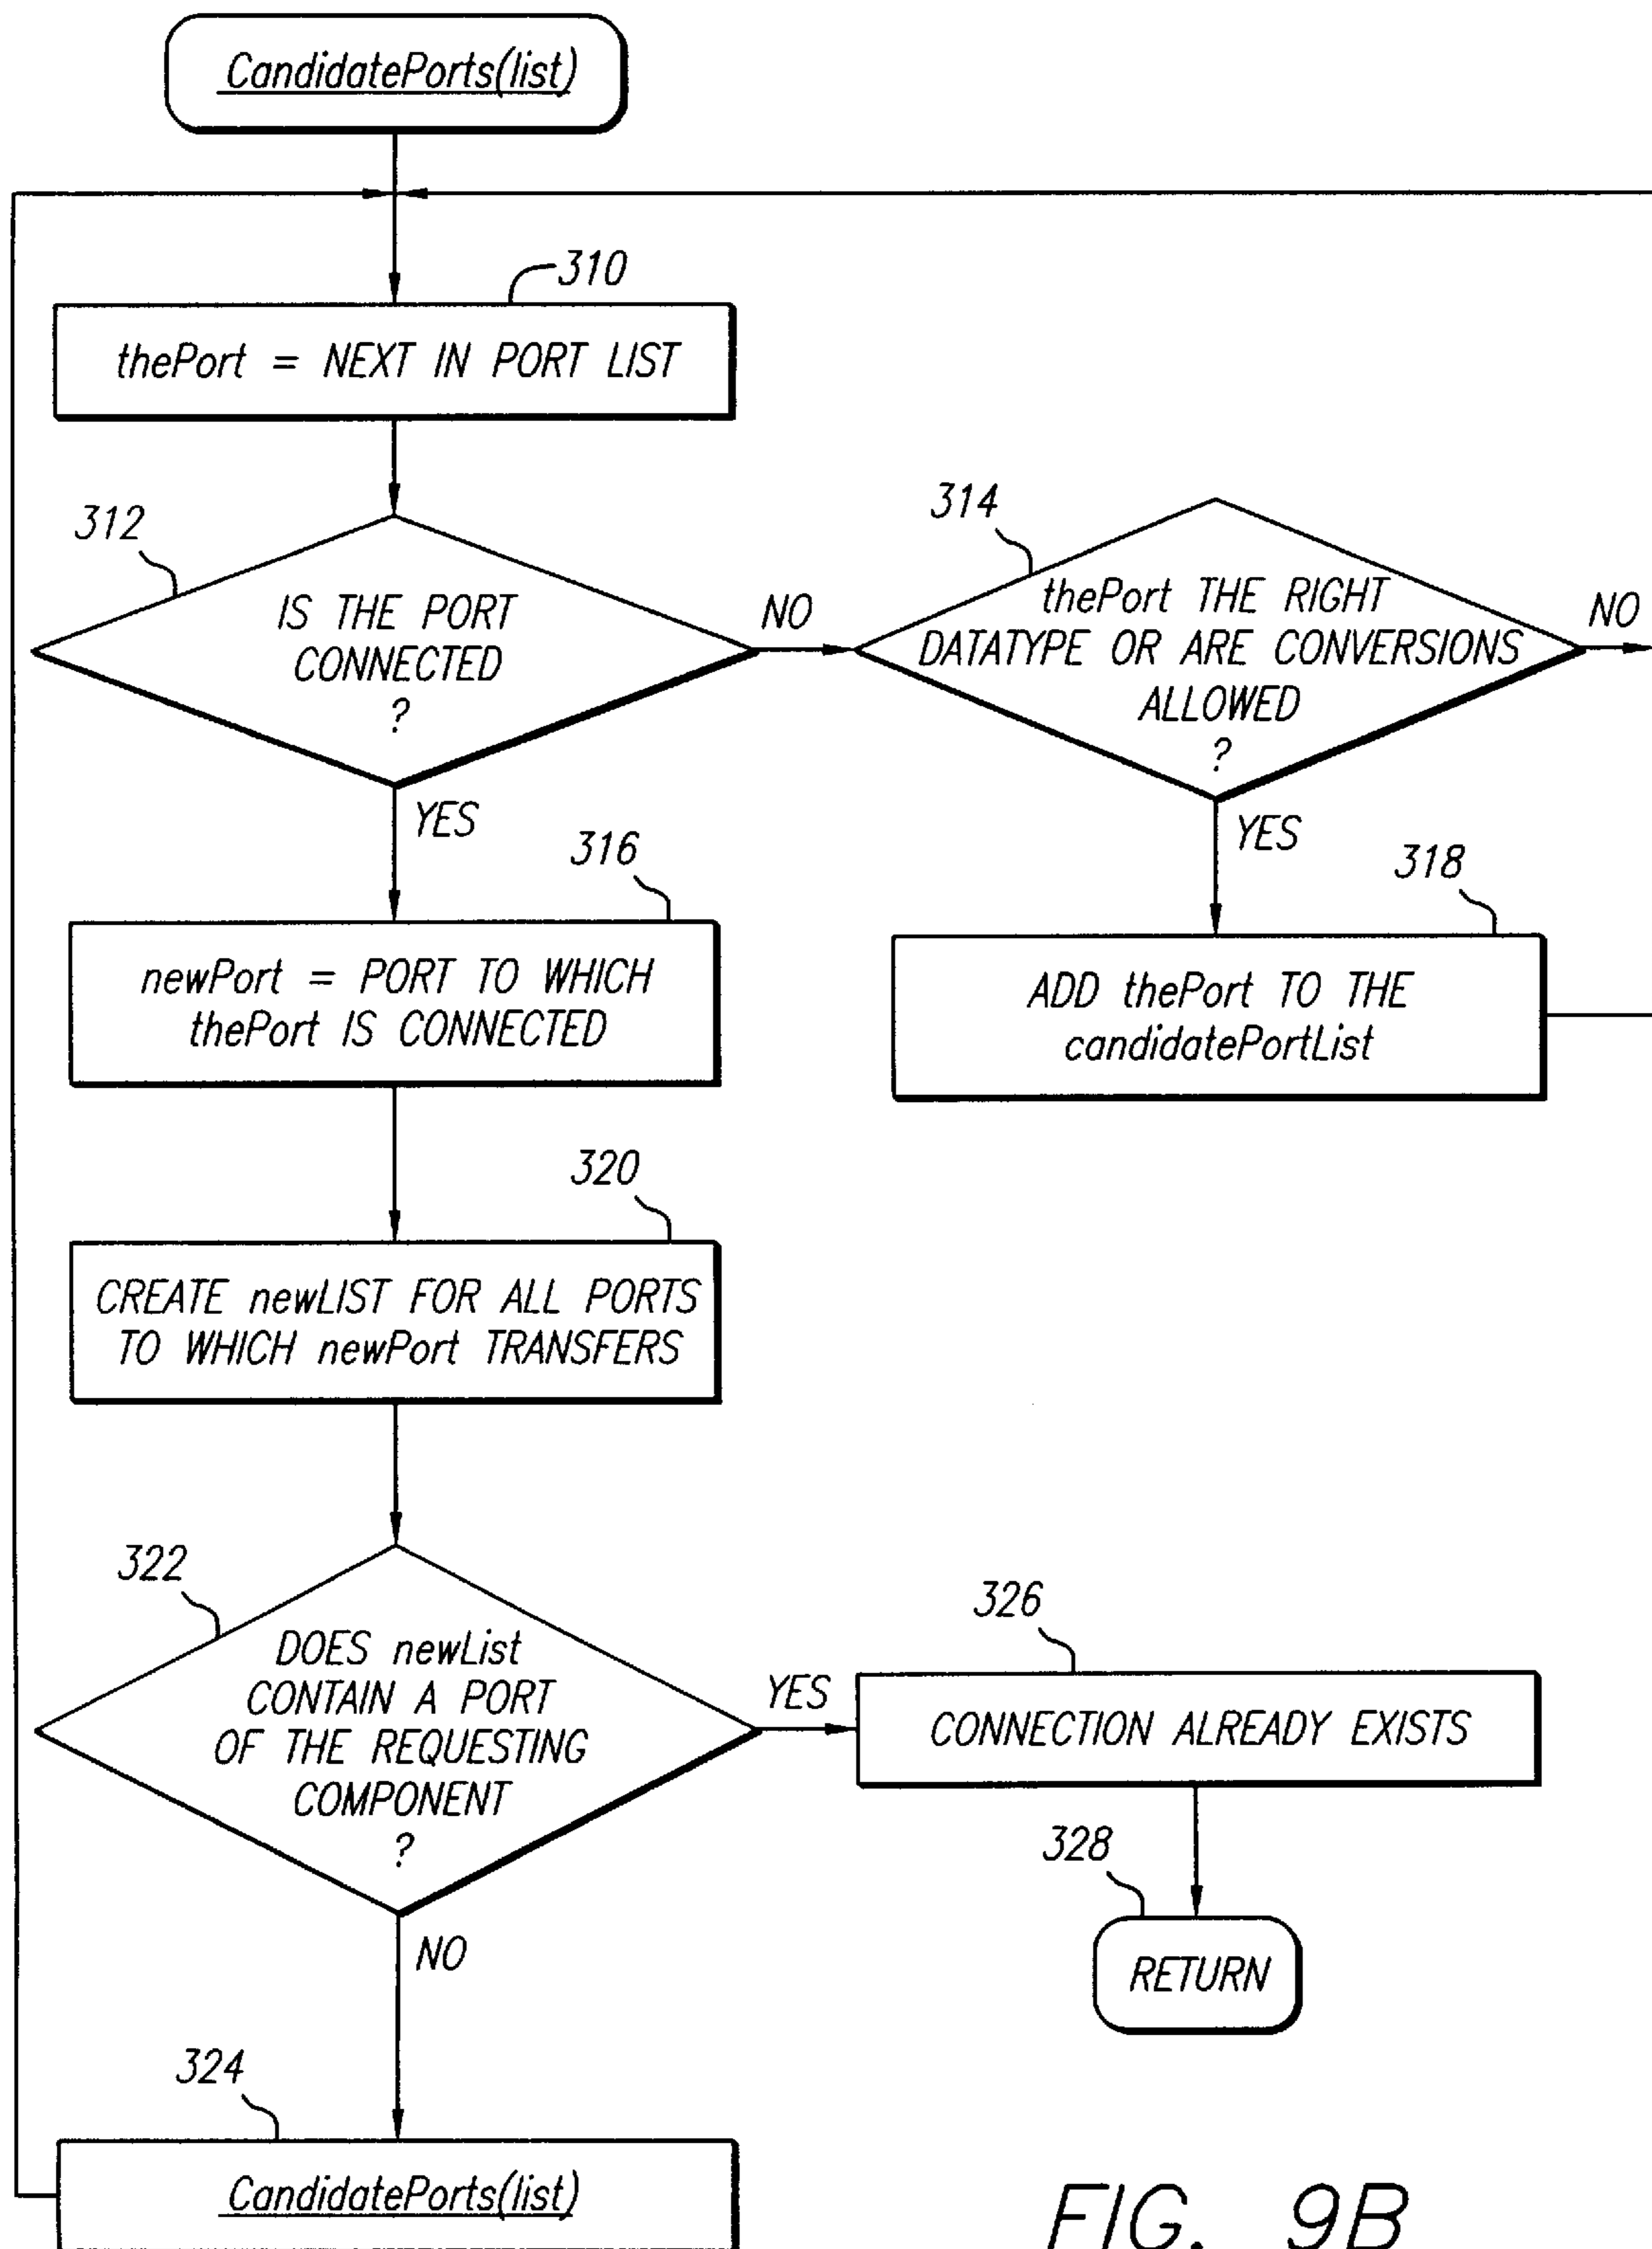 CandidatePorts(list)
310
thePort = NEXT IN PORT LIST
312
IS THE PORT
CONNECTED
?
NO
314
thePort THE RIGHT
DATATYPE OR ARE CONVERSIONS
ALLOWED
?
NO
YES
YES
316
newPort = PORT TO WHICH
thePort IS CONNECTED
318
ADD thePort TO THE
candidatePortList
320
CREATE newLIST FOR ALL PORTS
TO WHICH newPort TRANSFERS
322
DOES newList
CONTAIN A PORT
OF THE REQUESTING
COMPONENT
?
YES
326
CONNECTION ALREADY EXISTS
328
RETURN
NO
324
CandidatePorts(list)
FIG. 9B